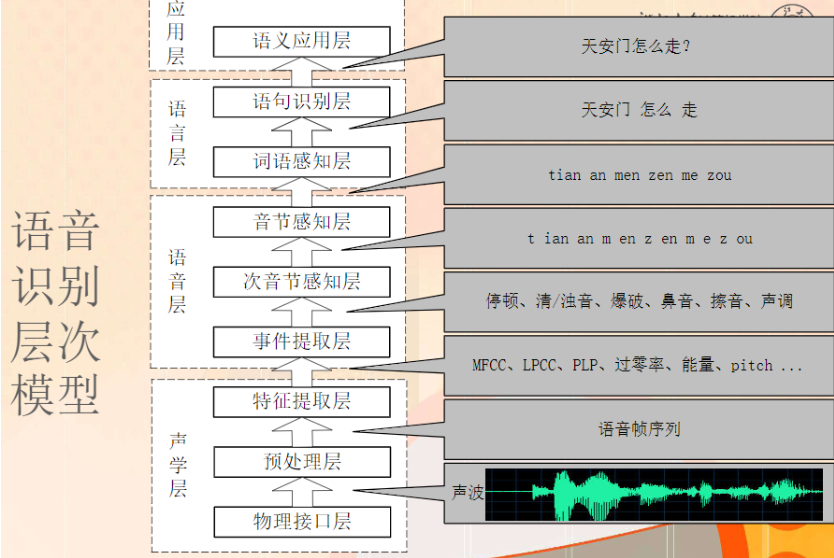 语音
识别
层次
模型
应用层
语义应用层
语言层
语句识别层
词语感知层
语音层
音节感知层
次音节感知层
事件提取层
声学层
特征提取层
预处理层
物理接口层
天安门怎么走?
天安门 怎么 走
tian an men zen me zou
t ian an m en z en m e z ou
停顿、清/浊音、爆破、鼻音、擦音、声调
MFCC、LPCC、PLP、过零率、能量、pitch ...
语音帧序列
声波